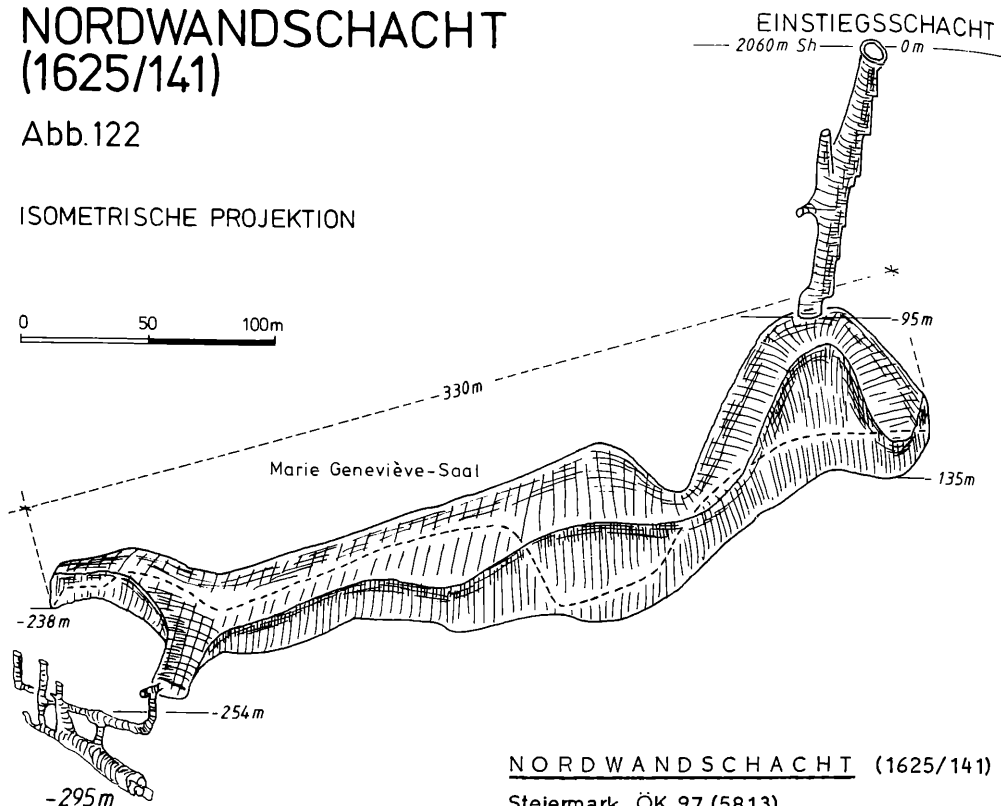 NORDWANDSCHACHT
(1625/141)
Abb.122
ISOMETRISCHE PROJEKTION
0 50 100m
EINSTIEGSSCHACHT
2060m Sh 0m
-95m
-330m
Marie Geneviève-Saal
-135m
-238m
-254m
-295m
NORDWANDSCHACHT (1625/141)
Steiermark, ÖK 97 (5813)